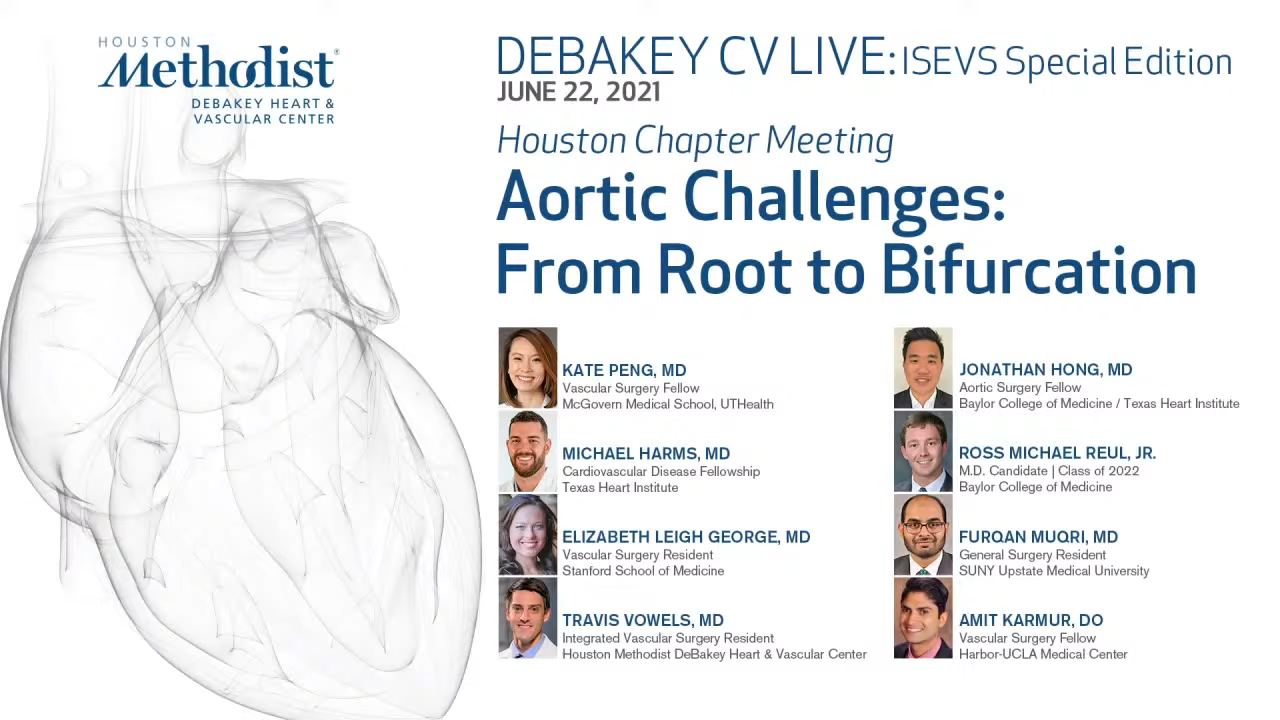 HOUSTON
Methodist®
DEBAKEY HEART &
VASCULAR CENTER
DEBAKEY CV LIVE: ISEVS Special Edition
JUNE 22, 2021
Houston Chapter Meeting
Aortic Challenges:
From Root to Bifurcation
KATE PENG, MD
Vascular Surgery Fellow
McGovern Medical School, UTHealth
MICHAEL HARMS, MD
Cardiovascular Disease Fellowship
Texas Heart Institute
ELIZABETH LEIGH GEORGE, MD
Vascular Surgery Resident
Stanford School of Medicine
TRAVIS VOWELS, MD
Integrated Vascular Surgery Resident
Houston Methodist DeBakey Heart & Vascular Center
JONATHAN HONG, MD
Aortic Surgery Fellow
Baylor College of Medicine / Texas Heart Institute
ROSS MICHAEL REUL, JR.
M.D. Candidate | Class of 2022
Baylor College of Medicine
FURQAN MUQRI, MD
General Surgery Resident
SUNY Upstate Medical University
AMIT KARMUR, DO
Vascular Surgery Fellow
Harbor-UCLA Medical Center